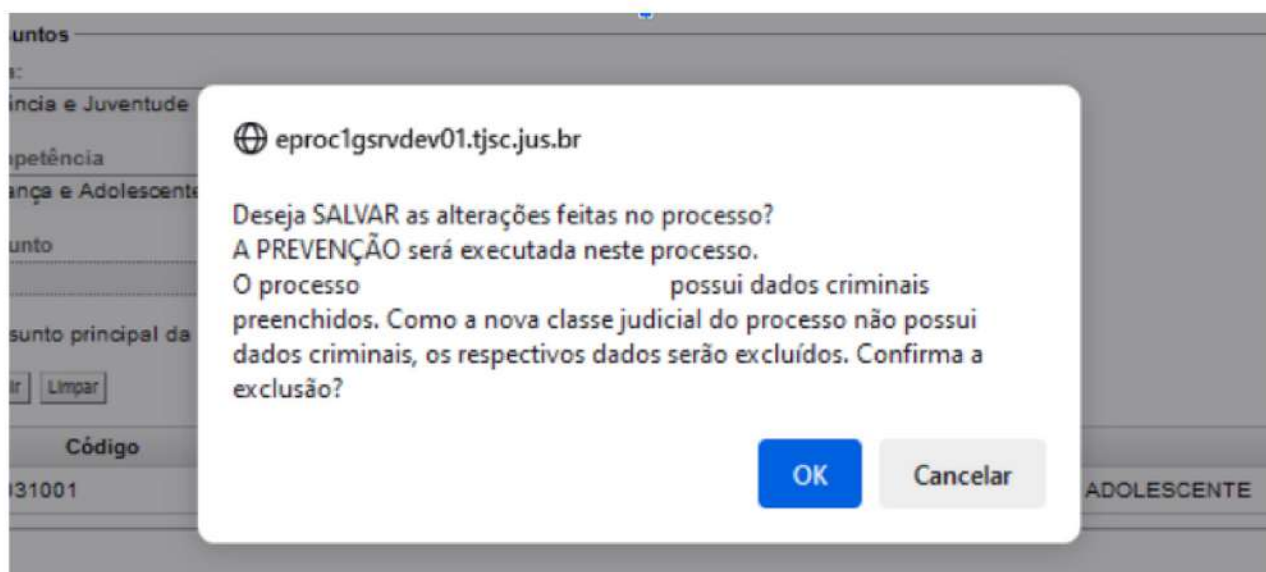 untos
incia e Juventude
petência
ança e Adolescente
unto
sunto principal da
ir Limpar
Código
31001
ADOLESCENTE
eproc1gsrvdev01.tjsc.jus.br
Deseja SALVAR as alterações feitas no processo?
A PREVENÇÃO será executada neste processo.
O processo possui dados criminais
preenchidos. Como a nova classe judicial do processo não possui
dados criminais, os respectivos dados serão excluídos. Confirma a
exclusão?
OK Cancelar